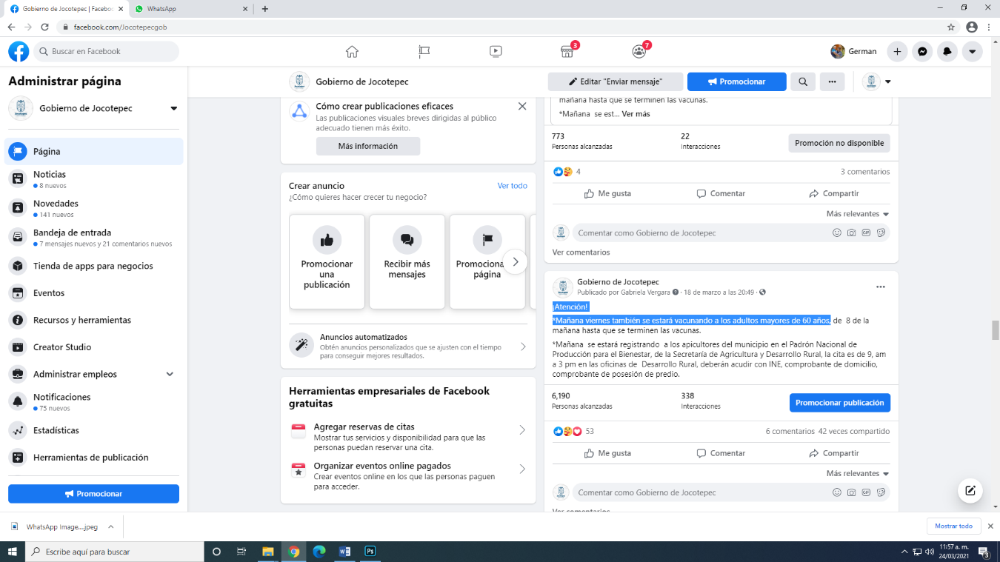 Gobierno de Jocotepec | Faceboo
WhatsApp
facebook.com/Jocotepecgob
Buscar en Facebook
3
7
German
Administrar página
Gobierno de Jocotepec
Página
Noticias
8 nuevos
Novedades
141 nuevos
Bandeja de entrada
7 mensajes nuevos y 21 comentarios nuevos
Tienda de apps para negocios
Eventos
Recursos y herramientas
Creator Studio
Administrar empleos
Notificaciones
75 nuevos
Estadísticas
Herramientas de publicación
Promocionar
Gobierno de Jocotepec
Editar "Enviar mensaje"
Promocionar
Cómo crear publicaciones eficaces
Las publicaciones visuales breves dirigidas al público
adecuado tienen más éxito.
Más información
Crear anuncio
Ver todo
¿Cómo quieres hacer crecer tu negocio?
Promocionar
una
publicación
Recibir más
mensajes
Promociona
página
Anuncios automatizados
Obtén anuncios personalizados que se ajusten con el tiempo
para conseguir mejores resultados.
Herramientas empresariales de Facebook
gratuitas
Agregar reservas de citas
Mostrar tus servicios y disponibilidad para que las
personas puedan reservar una cita.
Organizar eventos online pagados
Crear eventos online en los que las personas paguen
para acceder.
mañana hasta que se terminen las vacunas.
*Mañana se est... Ver más
773
Personas alcanzadas
22
Interacciones
Promoción no disponible
4
3 comentarios
Me gusta
Comentar
Compartir
Más relevantes
Comentar como Gobierno de Jocotepec
GIF
Ver comentarios
Gobierno de Jocotepec
Publicado por Gabriela Vergara · 18 de marzo a las 20:49 ·
¡Atención!
*Mañana viernes también se estará vacunando a los adultos mayores de 60 años, de 8 de la
mañana hasta que se terminen las vacunas.
*Mañana se estará registrando a los apicultores del municipio en el Padrón Nacional de
Producción para el Bienestar, de la Secretaría de Agricultura y Desarrollo Rural, la cita es de 9, am
a 3 pm en las oficinas de Desarrollo Rural, deberán acudir con INE, comprobante de domicilio,
comprobante de posesión de predio.
6,190
Personas alcanzadas
338
Interacciones
Promocionar publicación
53
6 comentarios 42 veces compartido
Me gusta
Comentar
Compartir
Más relevantes
Comentar como Gobierno de Jocotepec
GIF
Ver comentarios
WhatsApp Image....jpeg
Mostrar todo
Escribe aquí para buscar
Ps
11:57 a. m.
24/03/2021
3